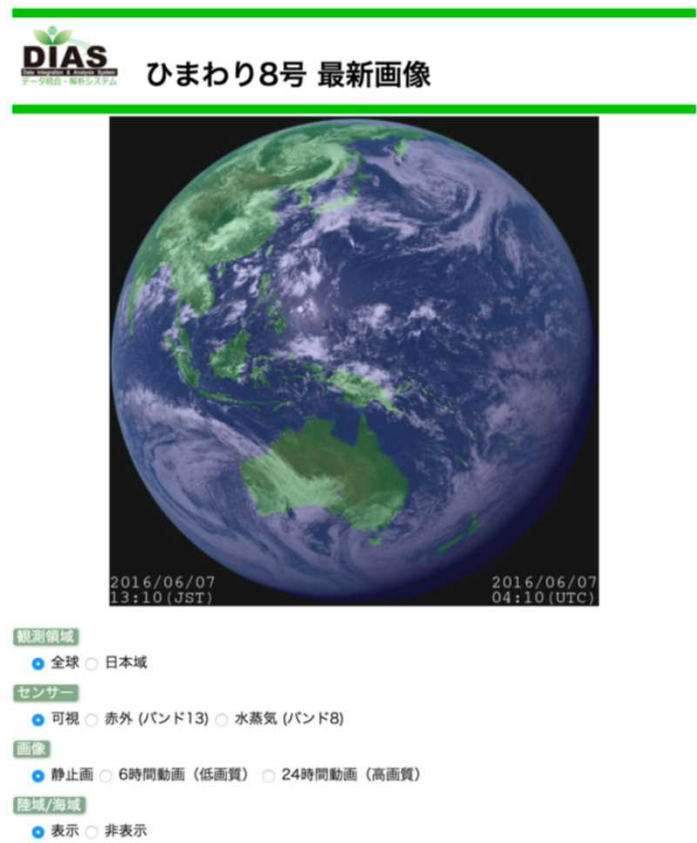 DIAS
Data Integration & Analysis System
データ統合・解析システム
ひまわり8号 最新画像
2016/06/07 2016/06/07
13:10(JST) 04:10(UTC)
観測領域
全球 日本域
センサー
可視 赤外 (バンド13) 水蒸気 (バンド8)
画像
静止画 6時間動画（低画質） 24時間動画（高画質）
陸域/海域
表示 非表示